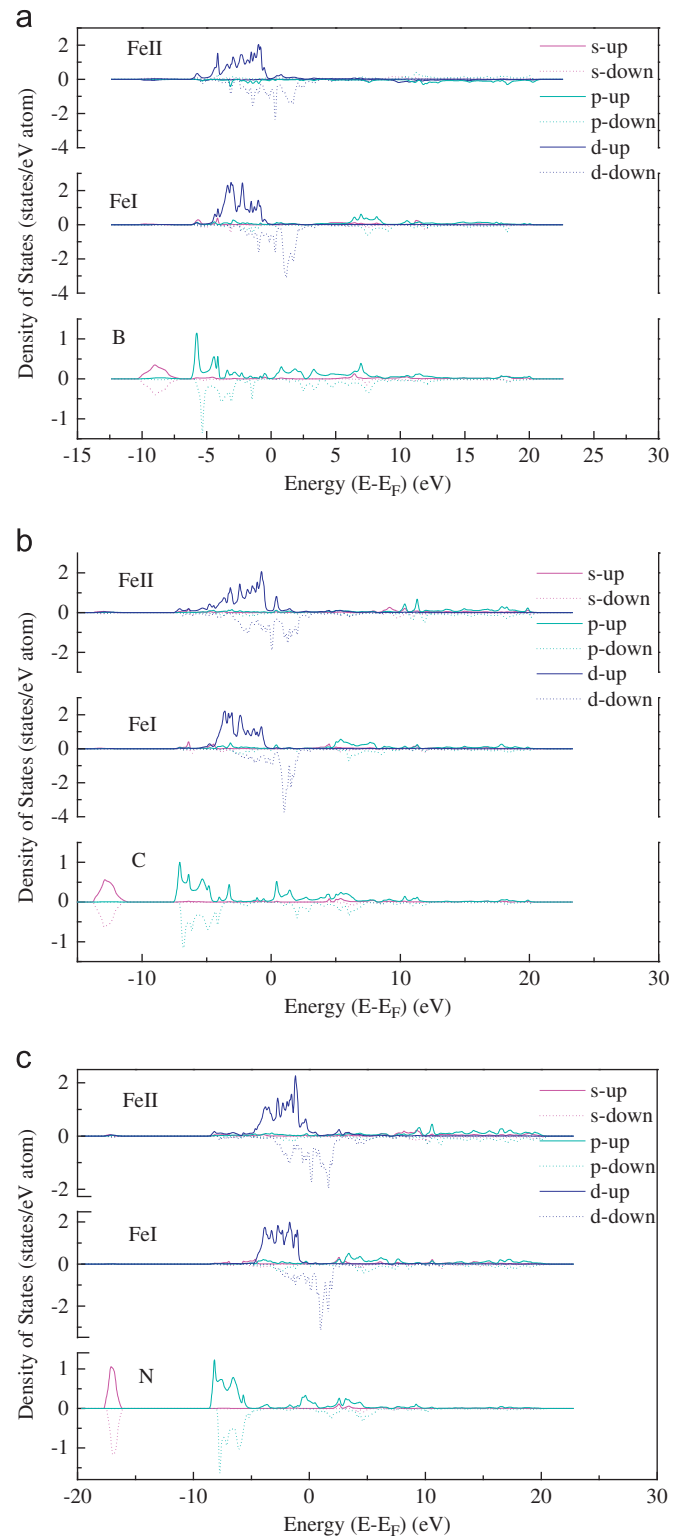 a
FeII
2
0
-2
-4
s-up
s-down
p-up
p-down
d-up
d-down
FeI
2
0
-2
-4
B
1
0
-1
Density of States (states/eV atom)
-15 -10 -5 0 5 10 15 20 25 30
Energy (E-E_F) (eV)
b
FeII
2
0
-2
s-up
s-down
p-up
p-down
d-up
d-down
FeI
2
0
-2
-4
C
1
0
-1
Density of States (states/eV atom)
-10 0 10 20 30
Energy (E-E_F) (eV)
c
FeII
2
0
-2
s-up
s-down
p-up
p-down
d-up
d-down
FeI
2
0
-2
N
1
0
-1
Density of States (states/eV atom)
-20 -10 0 10 20 30
Energy (E-E_F) (eV)